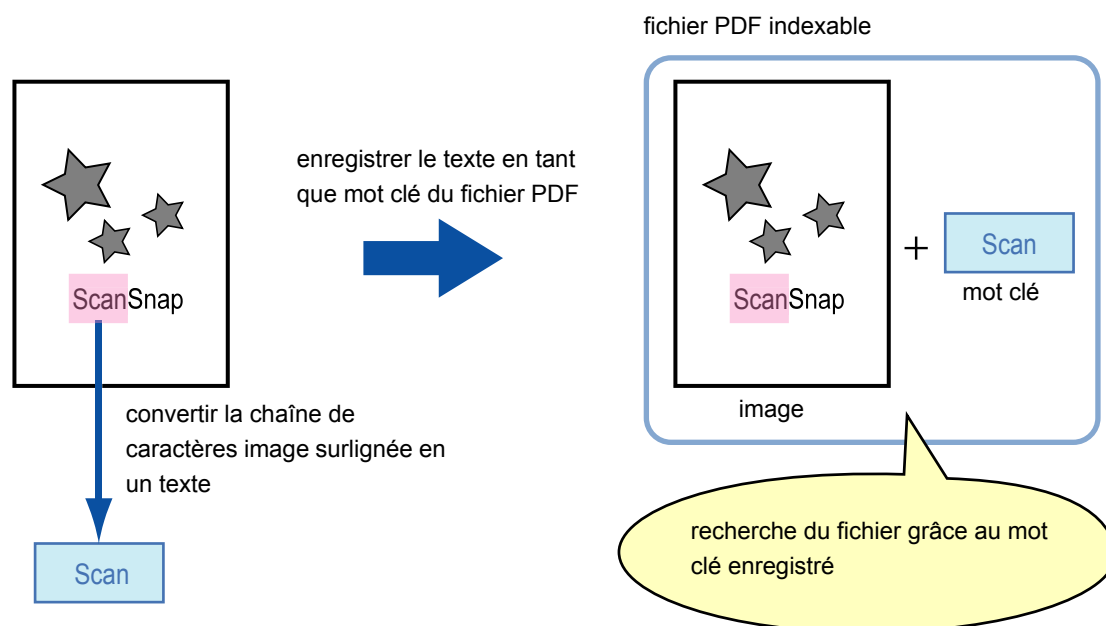 fichier PDF indexable
enregistrer le texte en tant
que mot clé du fichier PDF
ScanSnap
convertir la chaîne de
caractères image surlignée en
un texte
Scan
ScanSnap
image
+
Scan
mot clé
recherche du fichier grâce au mot
clé enregistré